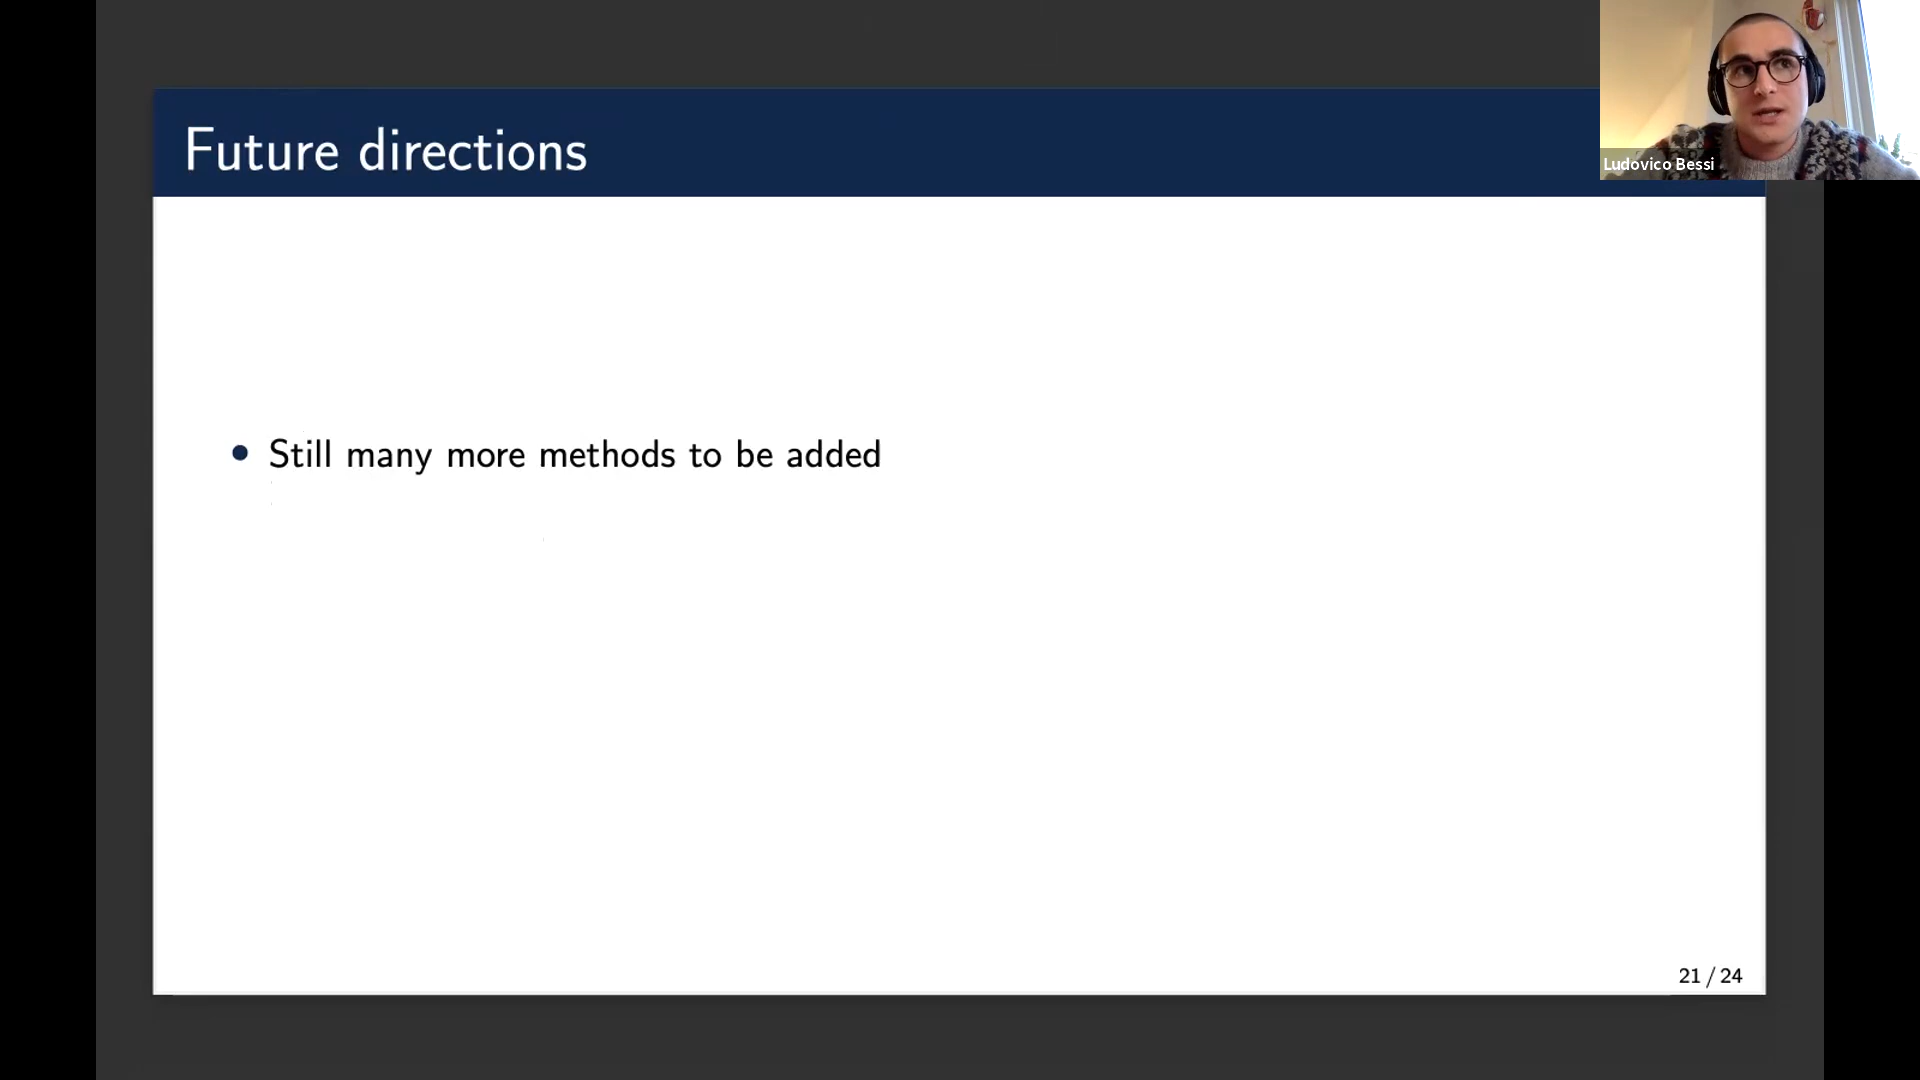 Future directions
Ludovico Bessi
Still many more methods to be added
21 / 24